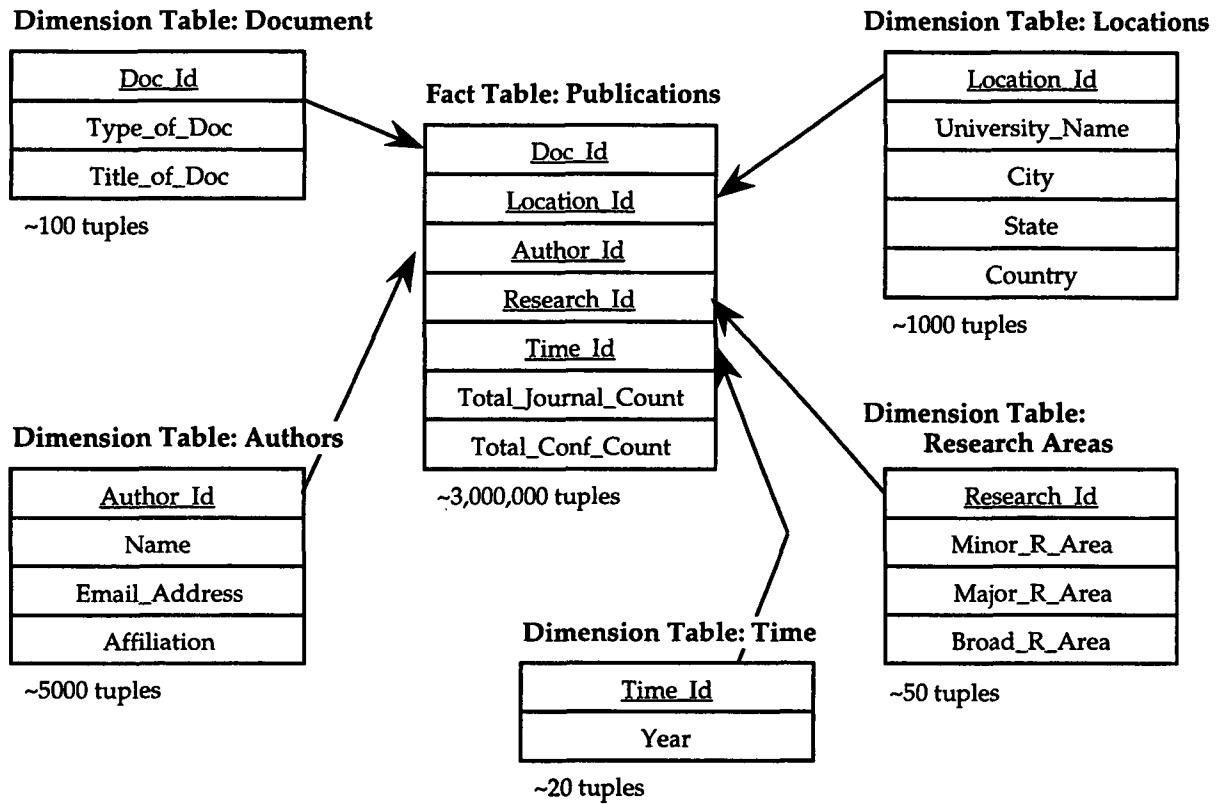 Dimension Table: Document
Doc_Id
Type_of_Doc
Title_of_Doc
~100 tuples
Fact Table: Publications
Doc_Id
Location_Id
Author_Id
Research_Id
Time_Id
Total_Journal_Count
Total_Conf_Count
~3,000,000 tuples
Dimension Table: Locations
Location_Id
University_Name
City
State
Country
~1000 tuples
Dimension Table: Authors
Author_Id
Name
Email_Address
Affiliation
~5000 tuples
Dimension Table: Time
Time_Id
Year
~20 tuples
Dimension Table:
Research Areas
Research_Id
Minor_R_Area
Major_R_Area
Broad_R_Area
~50 tuples